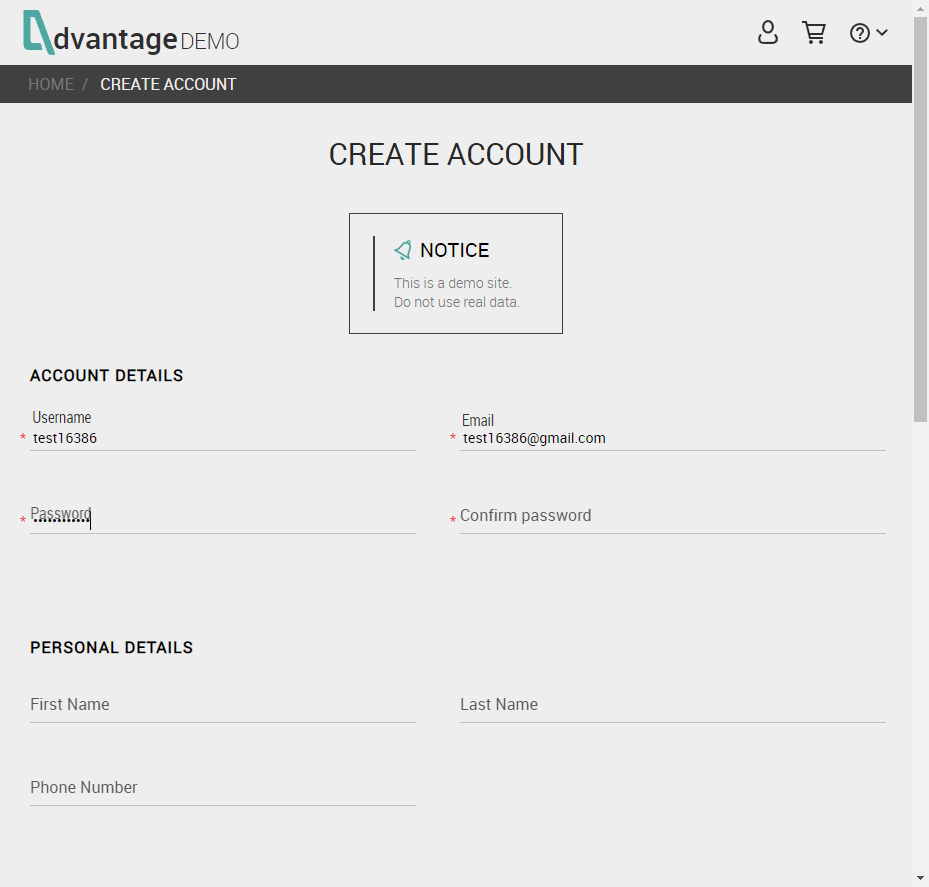 dvantage DEMO
HOME / CREATE ACCOUNT
CREATE ACCOUNT
NOTICE
This is a demo site.
Do not use real data.
ACCOUNT DETAILS
Username
* test16386
Email
* test16386@gmail.com
* Password
* Confirm password
PERSONAL DETAILS
First Name
Last Name
Phone Number